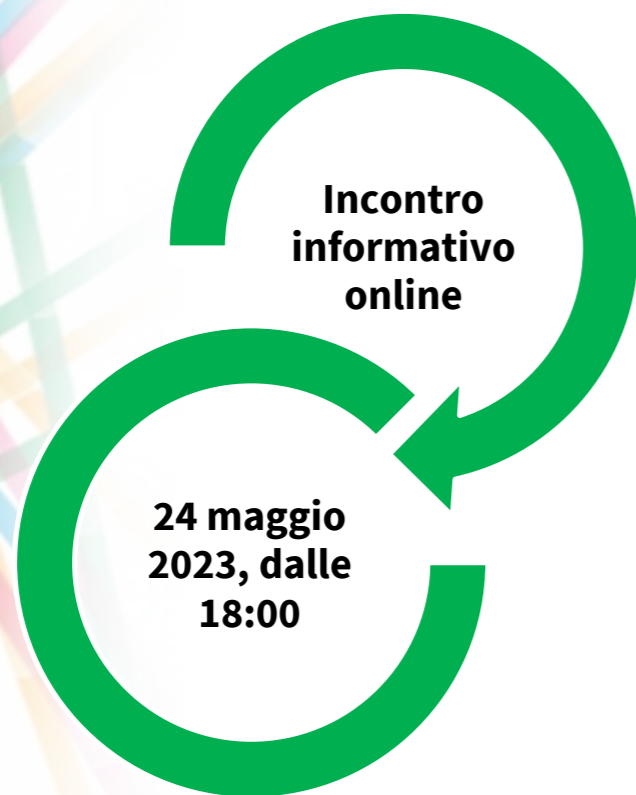 Incontro
informativo
online
24 maggio
2023, dalle
18:00